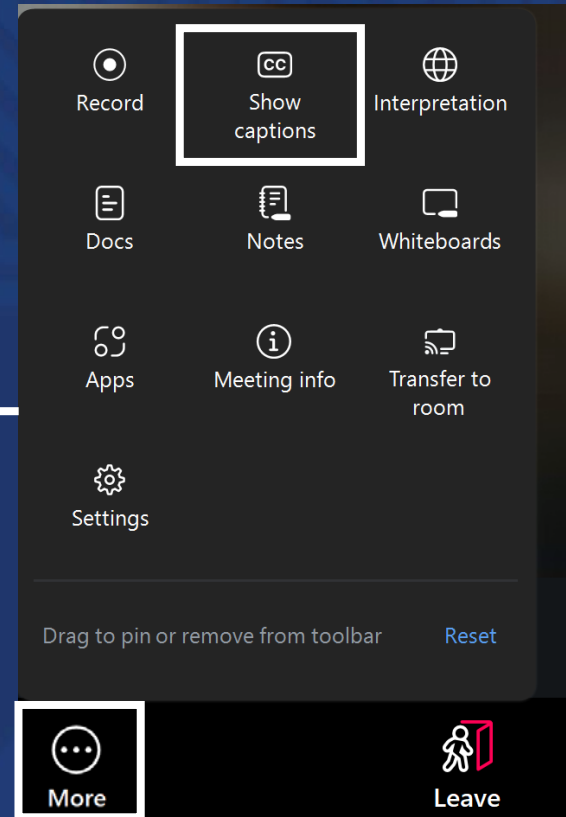 Record
CC
Show
captions
Interpretation
Docs
Notes
Whiteboards
Apps
Meeting info
Transfer to
room
Settings
Drag to pin or remove from toolbar
Reset
More
Leave